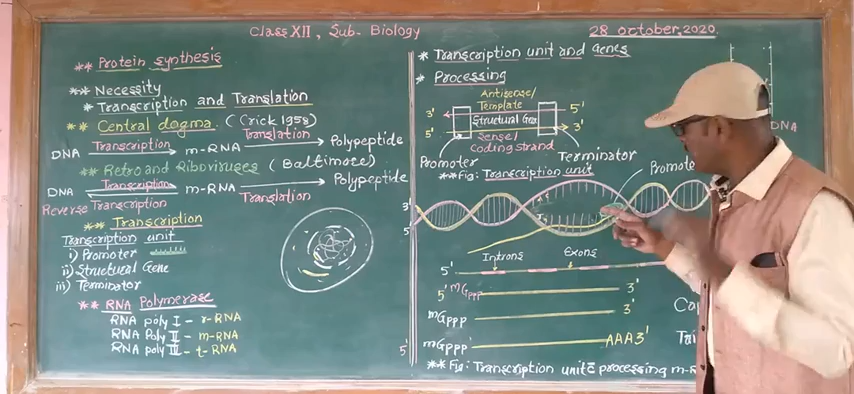 Class XII, Sub- Biology
28 october, 2020
** Protein synthesis
** Necessity
* Transcription and Translation
** Central dogma. (Crick 1958)
DNA Transcription m-RNA Translation Polypeptide
** Retro and Riboviruses (Baltimore)
DNA Transcription m-RNA Translation Polypeptide
Reverse Transcription
** Transcription
Transcription unit
i) Promoter
ii) Structural Gene
iii) Terminator
** RNA Polymerase
RNA poly I - r-RNA
RNA Poly II - m-RNA
RNA poly III - t-RNA
* Transcription unit and Genes
* Processing
Antisense/
Template
3' 5'
Structural Gene
5' 3'
Sense/
Coding strand
Promoter Terminator
**Fig: Transcription unit
DNA
Promote
3'
5'
Introns Exons
5'
5' mGppp 3'
mGppp 3'
mGppp AAA3'
5'
**Fig: Transcription unit c̄ processing m-R